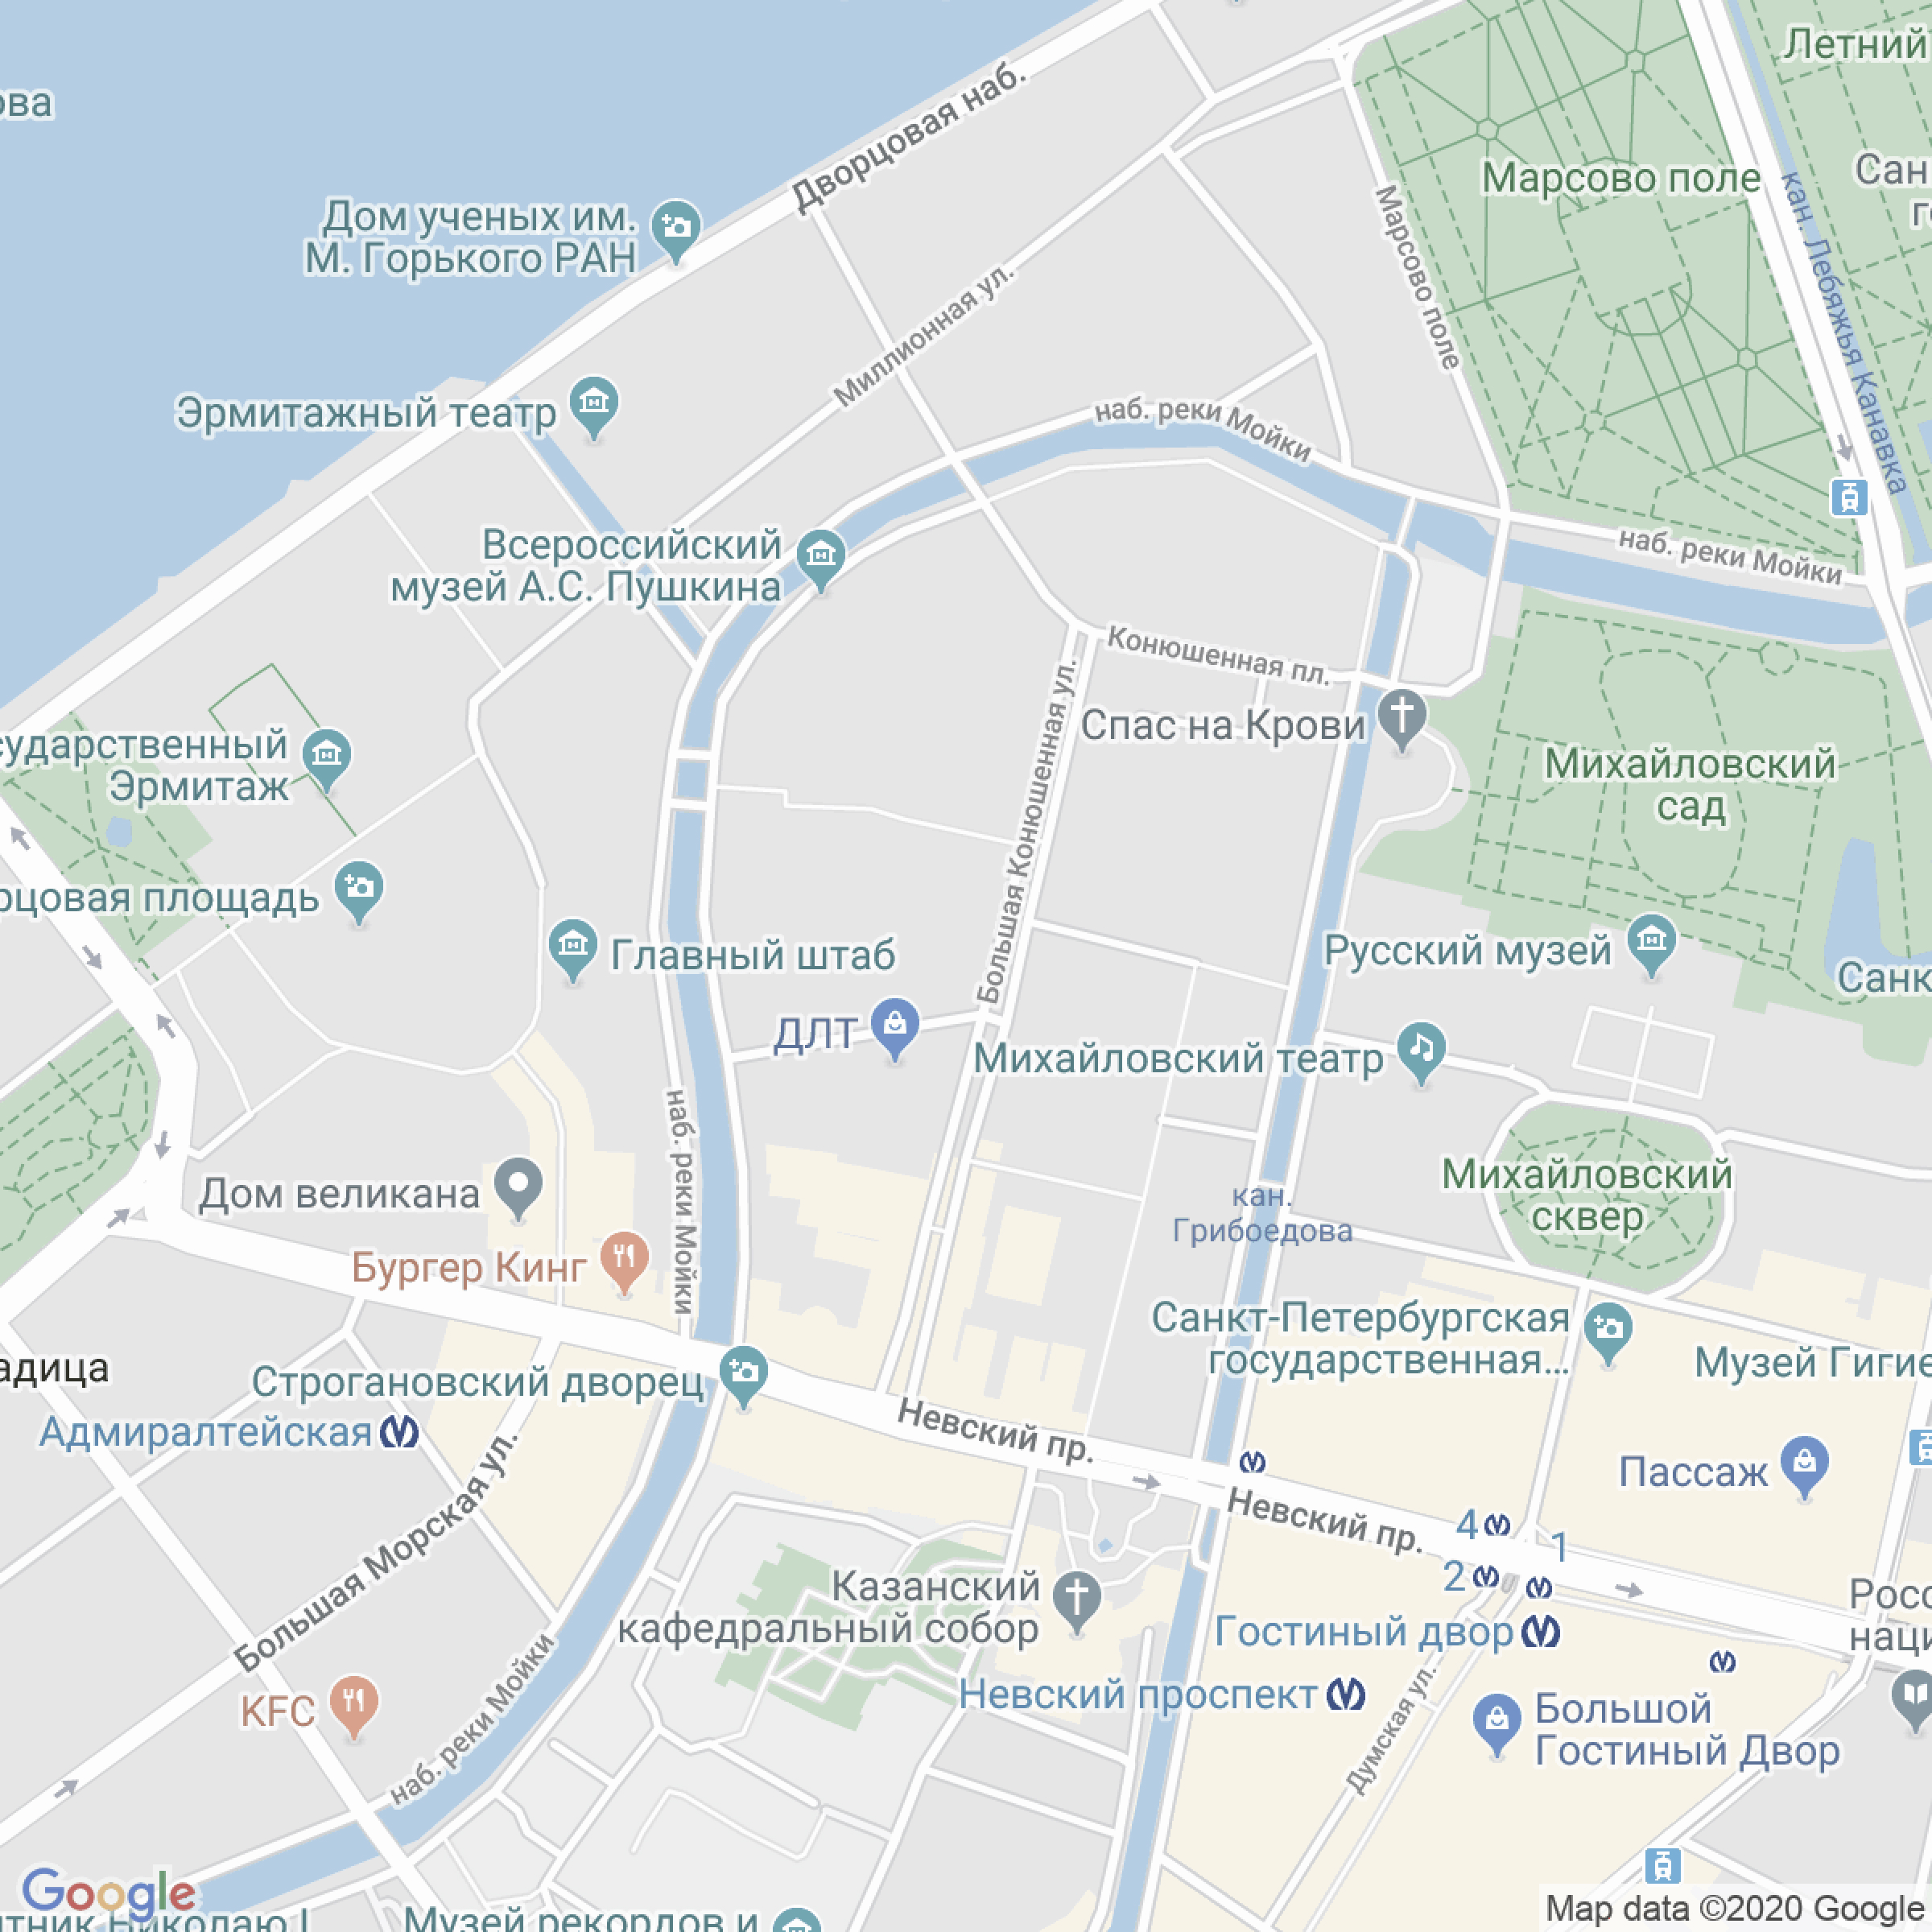 Летний
ова
Дворцовая наб.
Марсово поле
Сан
Дом ученых им.
М. Горького РАН
Марсово поле
кан. Лебяжья Канавка
Миллионная ул.
Эрмитажный театр
наб. реки Мойки
Всероссийский
музей А.С. Пушкина
наб. реки Мойки
Конюшенная пл.
Спас на Крови
сударственный
Эрмитаж
Михайловский
сад
Большая Конюшенная ул.
рцовая площадь
Главный штаб
Русский музей
Санк
ДЛТ
Михайловский театр
наб. реки Мойки
Дом великана
Михайловский
сквер
кан.
Грибоедова
Бургер Кинг
Санкт-Петербургская
государственная...
Музей Гигие
адица
Строгановский дворец
Адмиралтейская
Невский пр.
Пассаж
Большая Морская ул.
Невский пр.
4
1
2
Казанский
кафедральный собор
Росс
наци
Гостиный двор
Невский проспект
KFC
наб. реки Мойки
Думская ул.
Большой
Гостиный Двор
Google
Map data ©2020 Google
тник Николаю I
Музей рекордов и